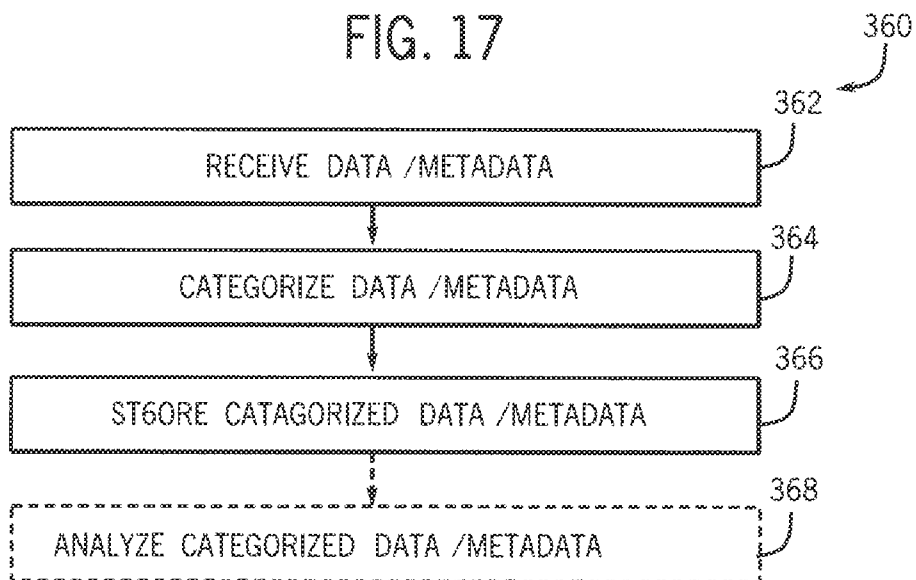 FIG. 17
360
362
RECEIVE DATA /METADATA
364
CATEGORIZE DATA /METADATA
366
ST6ORE CATAGORIZED DATA /METADATA
368
ANALYZE CATEGORIZED DATA /METADATA